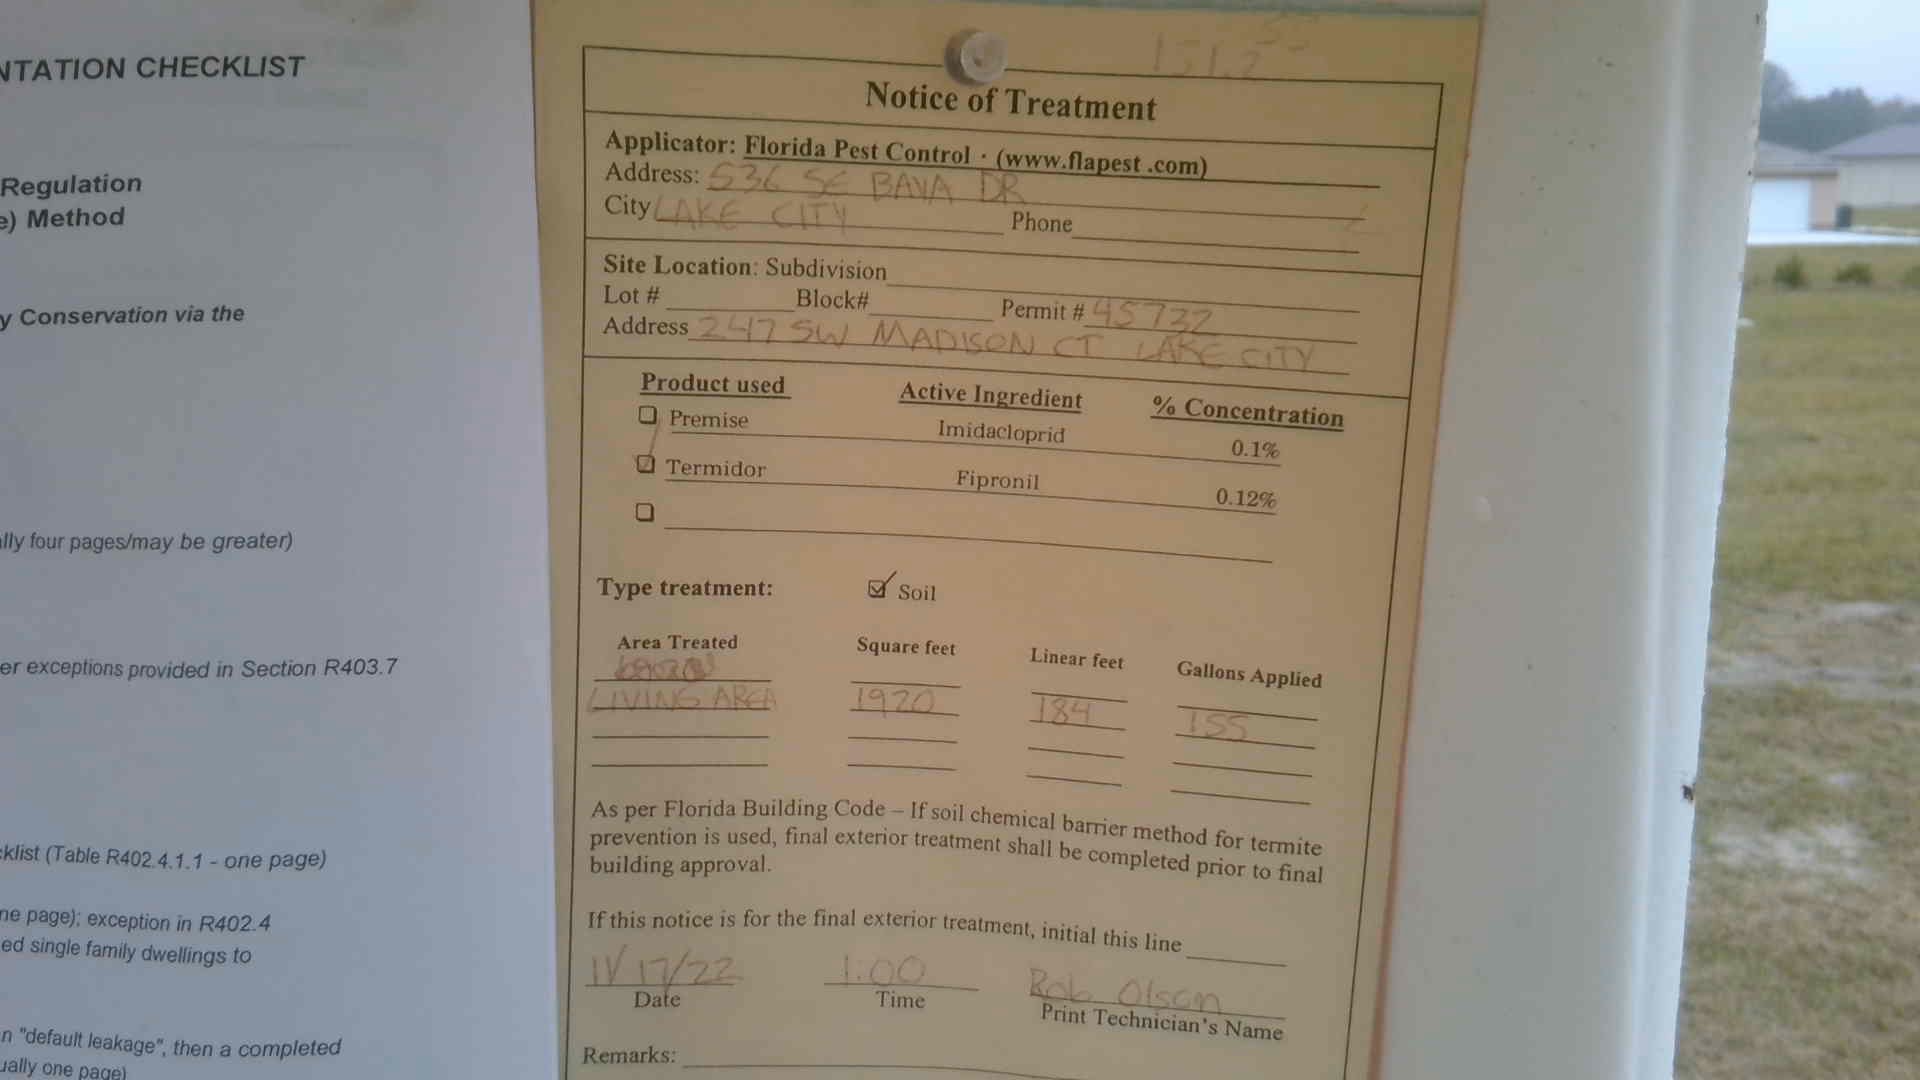 NTATION CHECKLIST
Regulation
e) Method
y Conservation via the
ally four pages/may be greater)
er exceptions provided in Section R403.7
cklist (Table R402.4.1.1 - one page)
ne page); exception in R402.4
ed single family dwellings to
n "default leakage", then a completed
ually one page)
151.2
Notice of Treatment
Applicator: Florida Pest Control · (www.flapest .com)
Address: 536 SE BAYA DR
City LAKE CITY Phone
Site Location: Subdivision
Lot # Block# Permit # 45732
Address 247 SW MADISON CT LAKE CITY
Product used Active Ingredient % Concentration
Premise Imidacloprid 0.1%
Termidor Fipronil 0.12%
Type treatment: Soil
Area Treated Square feet Linear feet Gallons Applied
LIVING AREA 1920 184 155
As per Florida Building Code – If soil chemical barrier method for termite
prevention is used, final exterior treatment shall be completed prior to final
building approval.
If this notice is for the final exterior treatment, initial this line
11/17/22 1:00 Rob Olson
Date Time Print Technician's Name
Remarks: